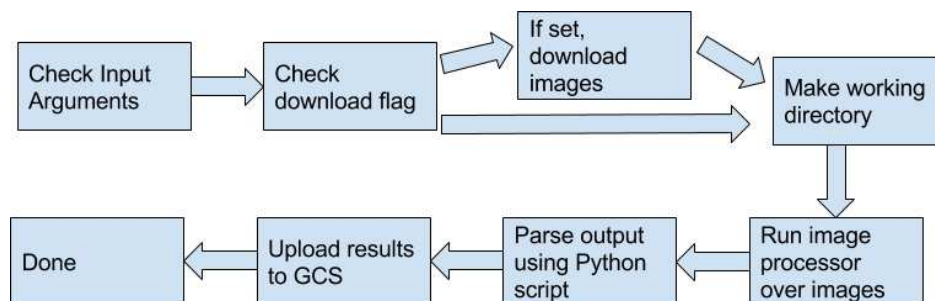 Check Input
Arguments
Check
download flag
If set,
download
images
Make working
directory
Run image
processor
over images
Parse output
using Python
script
Upload results
to GCS
Done